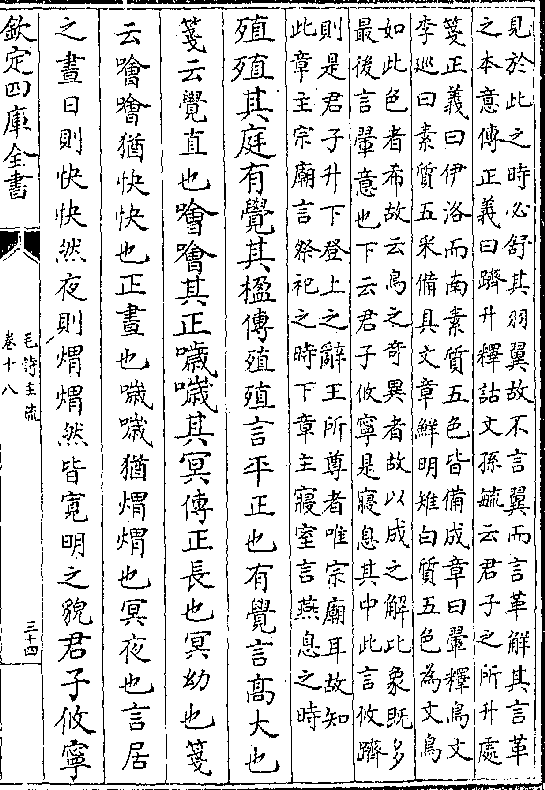 見於此之時必舒其羽翼故不言翼而言革解其言革
之本意傳正義曰躋升釋詁文孫毓云君子之所升處
箋正義曰伊洛而南素質五色皆備成章曰翬釋鳥文
李巡曰素質五采備具文章鮮明雉白質五色為文鳥
如此色者希故云鳥之奇異者故以成之解此象既多
最後言翬意也下云君子攸寧是寢息其中此言攸躋
則是君子升下登上之辭王所尊者唯宗廟耳故知
此章主宗廟言祭祀之時下章主寢室言燕息之時
殖殖其庭有覺其楹傳殖殖言平正也有覺言髙大也
箋云覺直也噲噲其正噦噦其冥傳正長也冥幼也箋
云噲噲猶快快也正晝也噦噦猶煟煟也冥夜也言居
之晝日則快快然夜則煟煟然皆寛明之貌君子攸寧
欽定四庫全書
毛詩注疏
卷十八
三十四